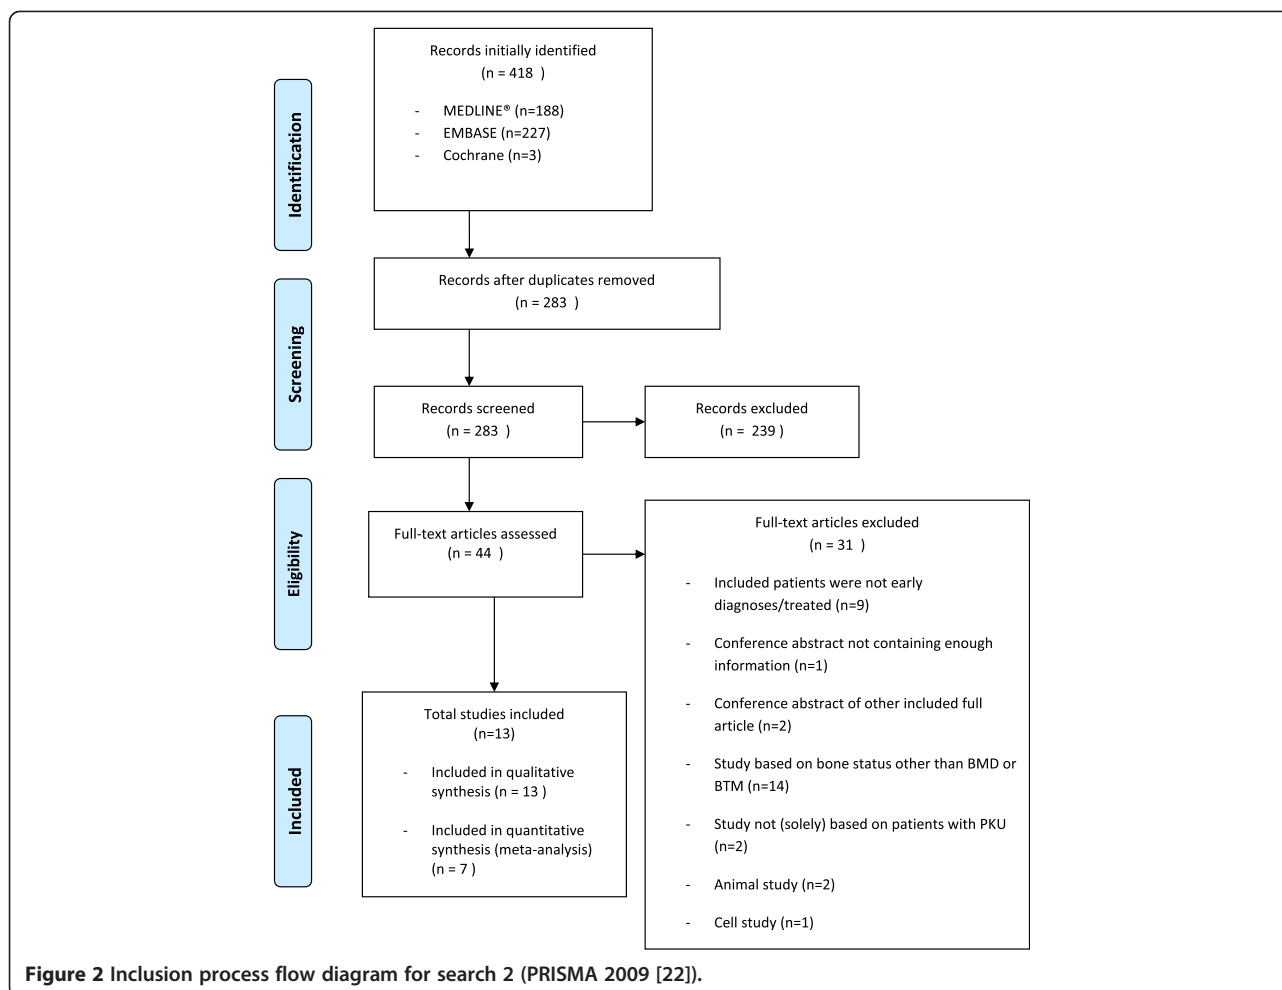 Identification
Records initially identified
(n = 418 )
- MEDLINE® (n=188)
- EMBASE (n=227)
- Cochrane (n=3)
Screening
Records after duplicates removed
(n = 283 )
Records screened
(n = 283 )
Records excluded
(n = 239 )
Eligibility
Full-text articles assessed
(n = 44 )
Full-text articles excluded
(n = 31 )
- Included patients were not early
diagnoses/treated (n=9)
- Conference abstract not containing enough
information (n=1)
- Conference abstract of other included full
article (n=2)
- Study based on bone status other than BMD or
BTM (n=14)
- Study not (solely) based on patients with PKU
(n=2)
- Animal study (n=2)
- Cell study (n=1)
Included
Total studies included
(n=13)
- Included in qualitative
synthesis (n = 13 )
- Included in quantitative
synthesis (meta-analysis)
(n = 7 )
Figure 2 Inclusion process flow diagram for search 2 (PRISMA 2009 [22]).